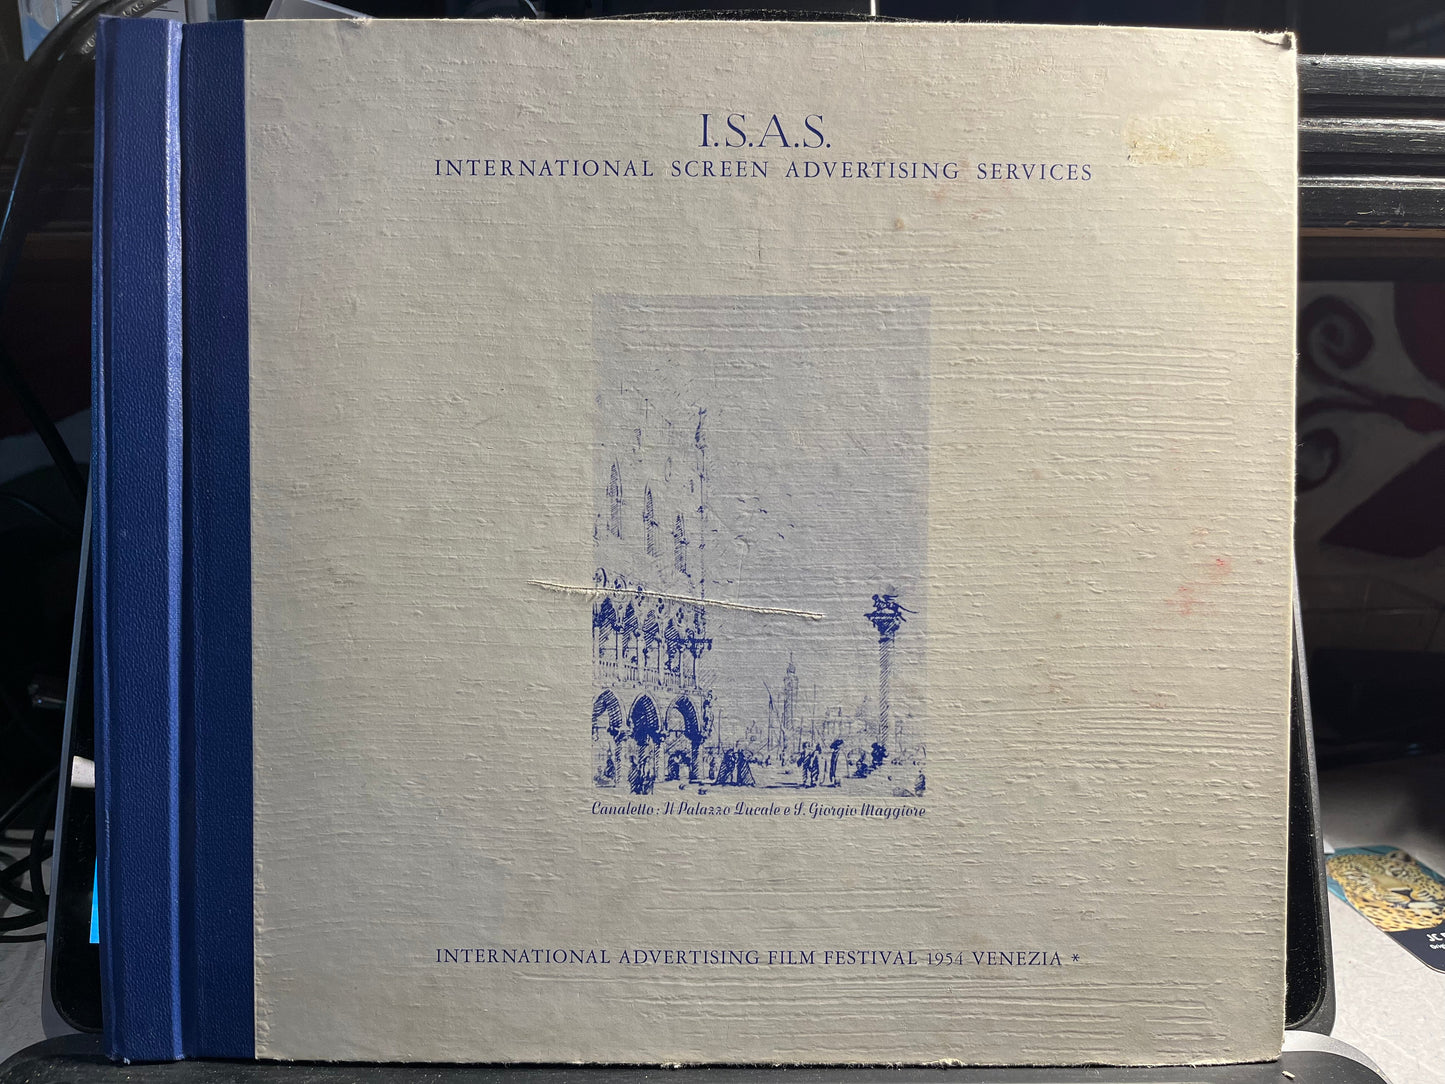 I.S.A.S.
INTERNATIONAL SCREEN ADVERTISING SERVICES
Canaletto: Il Palazzo Ducale e S. Giorgio Maggiore
INTERNATIONAL ADVERTISING FILM FESTIVAL 1954 VENEZIA *